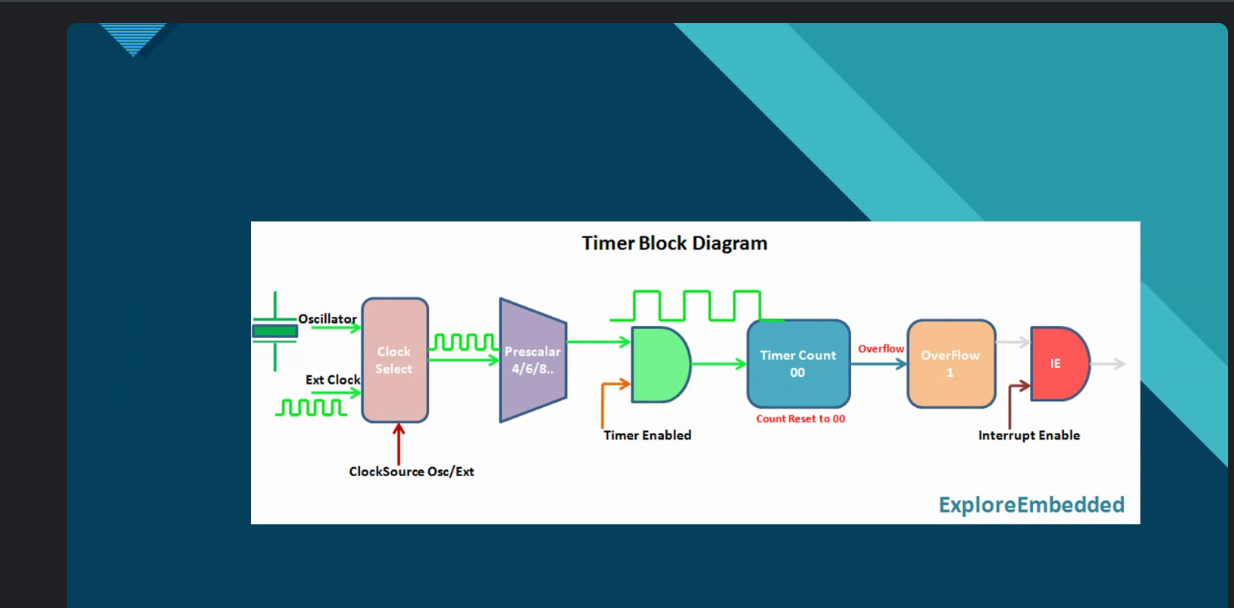 Timer Block Diagram
Oscillator
Ext Clock
Clock
Select
ClockSource Osc/Ext
Prescalar
4/6/8..
Timer Enabled
Timer Count
00
Count Reset to 00
Overflow
OverFlow
1
IE
Interrupt Enable
ExploreEmbedded